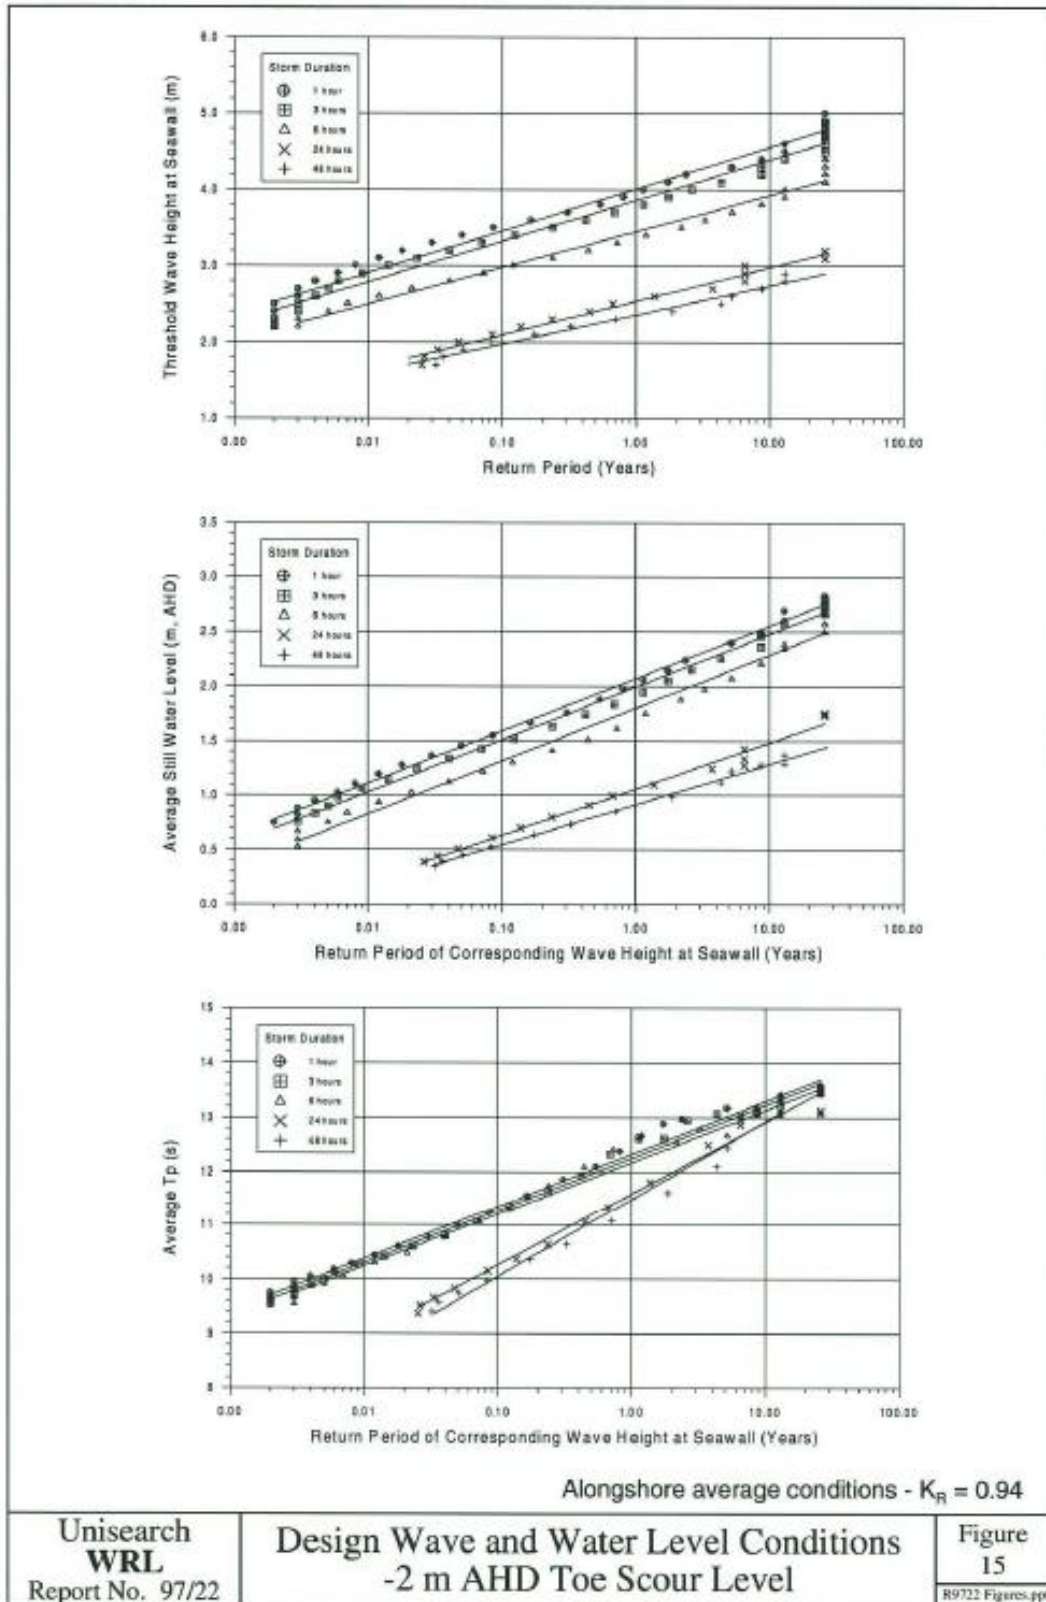 6.0
5.0
4.0
3.0
2.0
1.0
Threshold Wave Height at Seawall (m)
Storm Duration
1 hour
3 hours
6 hours
24 hours
48 hours
0.00 0.01 0.10 1.00 10.00 100.00
Return Period (Years)
3.5
3.0
2.5
2.0
1.5
1.0
0.5
0.0
Average Still Water Level (m, AHD)
Storm Duration
1 hour
3 hours
6 hours
24 hours
48 hours
0.00 0.01 0.10 1.00 10.00 100.00
Return Period of Corresponding Wave Height at Seawall (Years)
15
14
13
12
11
10
9
8
Average Tp (s)
Storm Duration
1 hour
3 hours
6 hours
24 hours
48 hours
0.00 0.01 0.10 1.00 10.00 100.00
Return Period of Corresponding Wave Height at Seawall (Years)
Alongshore average conditions - KR = 0.94
Unisearch
WRL
Report No. 97/22
Design Wave and Water Level Conditions
-2 m AHD Toe Scour Level
Figure
15
R9722 Figures.ppt